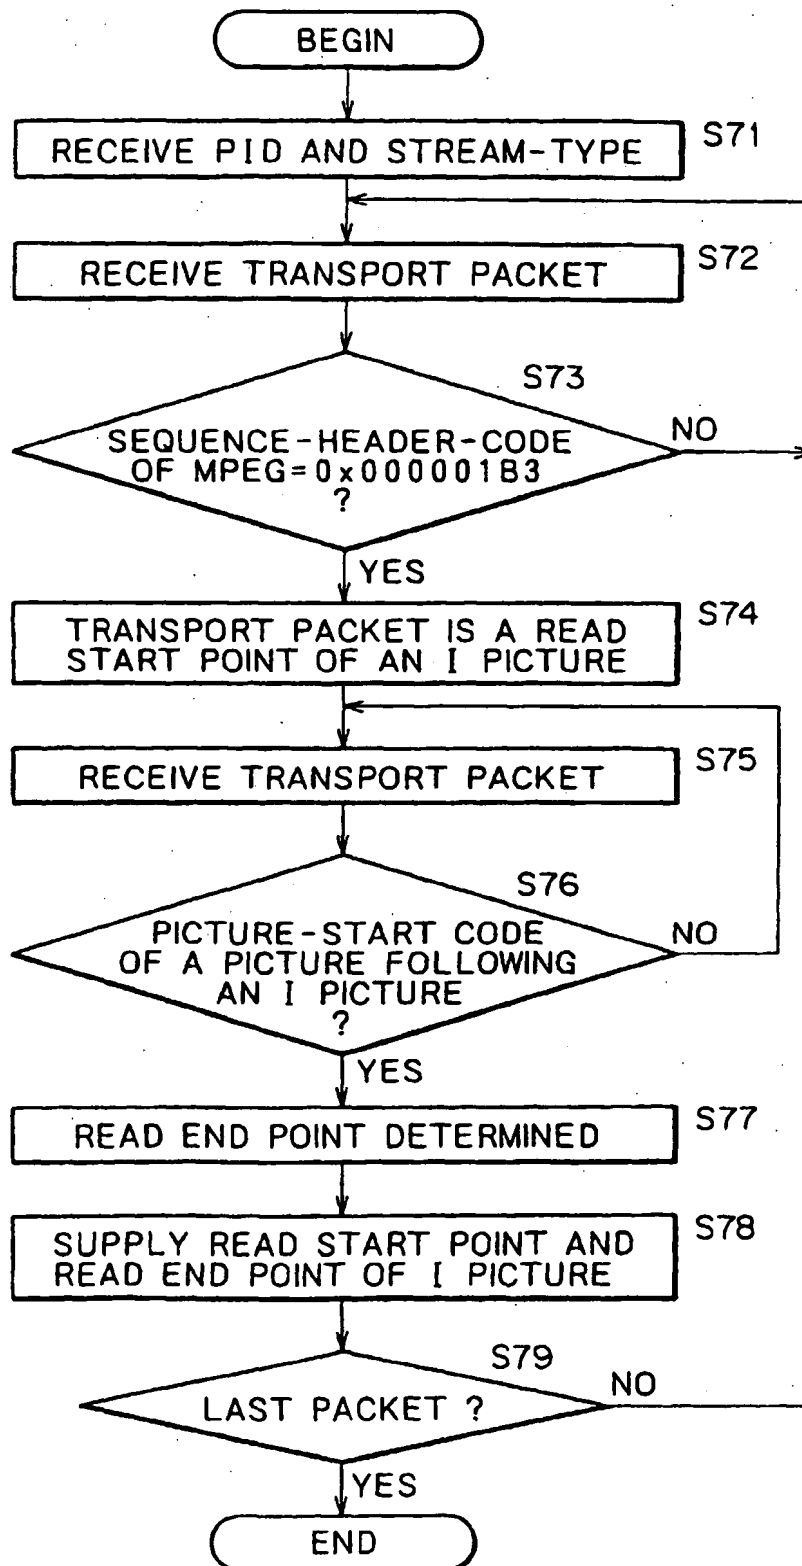 BEGIN
RECEIVE PID AND STREAM-TYPE
S71
RECEIVE TRANSPORT PACKET
S72
S73
SEQUENCE-HEADER-CODE
OF MPEG=0x000001B3
?
NO
YES
S74
TRANSPORT PACKET IS A READ
START POINT OF AN I PICTURE
RECEIVE TRANSPORT PACKET
S75
S76
PICTURE-START CODE
OF A PICTURE FOLLOWING
AN I PICTURE
?
NO
YES
READ END POINT DETERMINED
S77
S78
SUPPLY READ START POINT AND
READ END POINT OF I PICTURE
S79
LAST PACKET ?
NO
YES
END